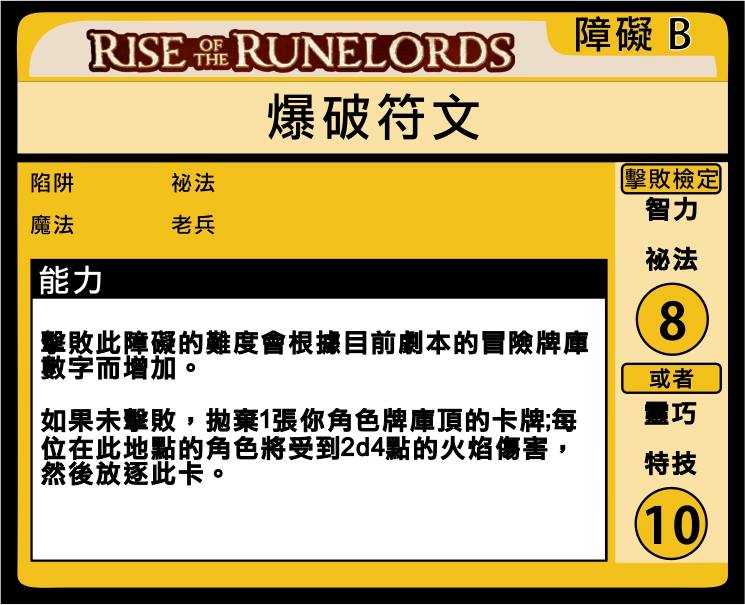 RISE OF THE RUNELORDS
障礙 B
爆破符文
陷阱 祕法
魔法 老兵
擊敗檢定
智力
祕法
8
或者
靈巧
特技
10
能力
擊敗此障礙的難度會根據目前劇本的冒險牌庫
數字而增加。
如果未擊敗，拋棄1張你角色牌庫頂的卡牌;每
位在此地點的角色將受到2d4點的火焰傷害，
然後放逐此卡。